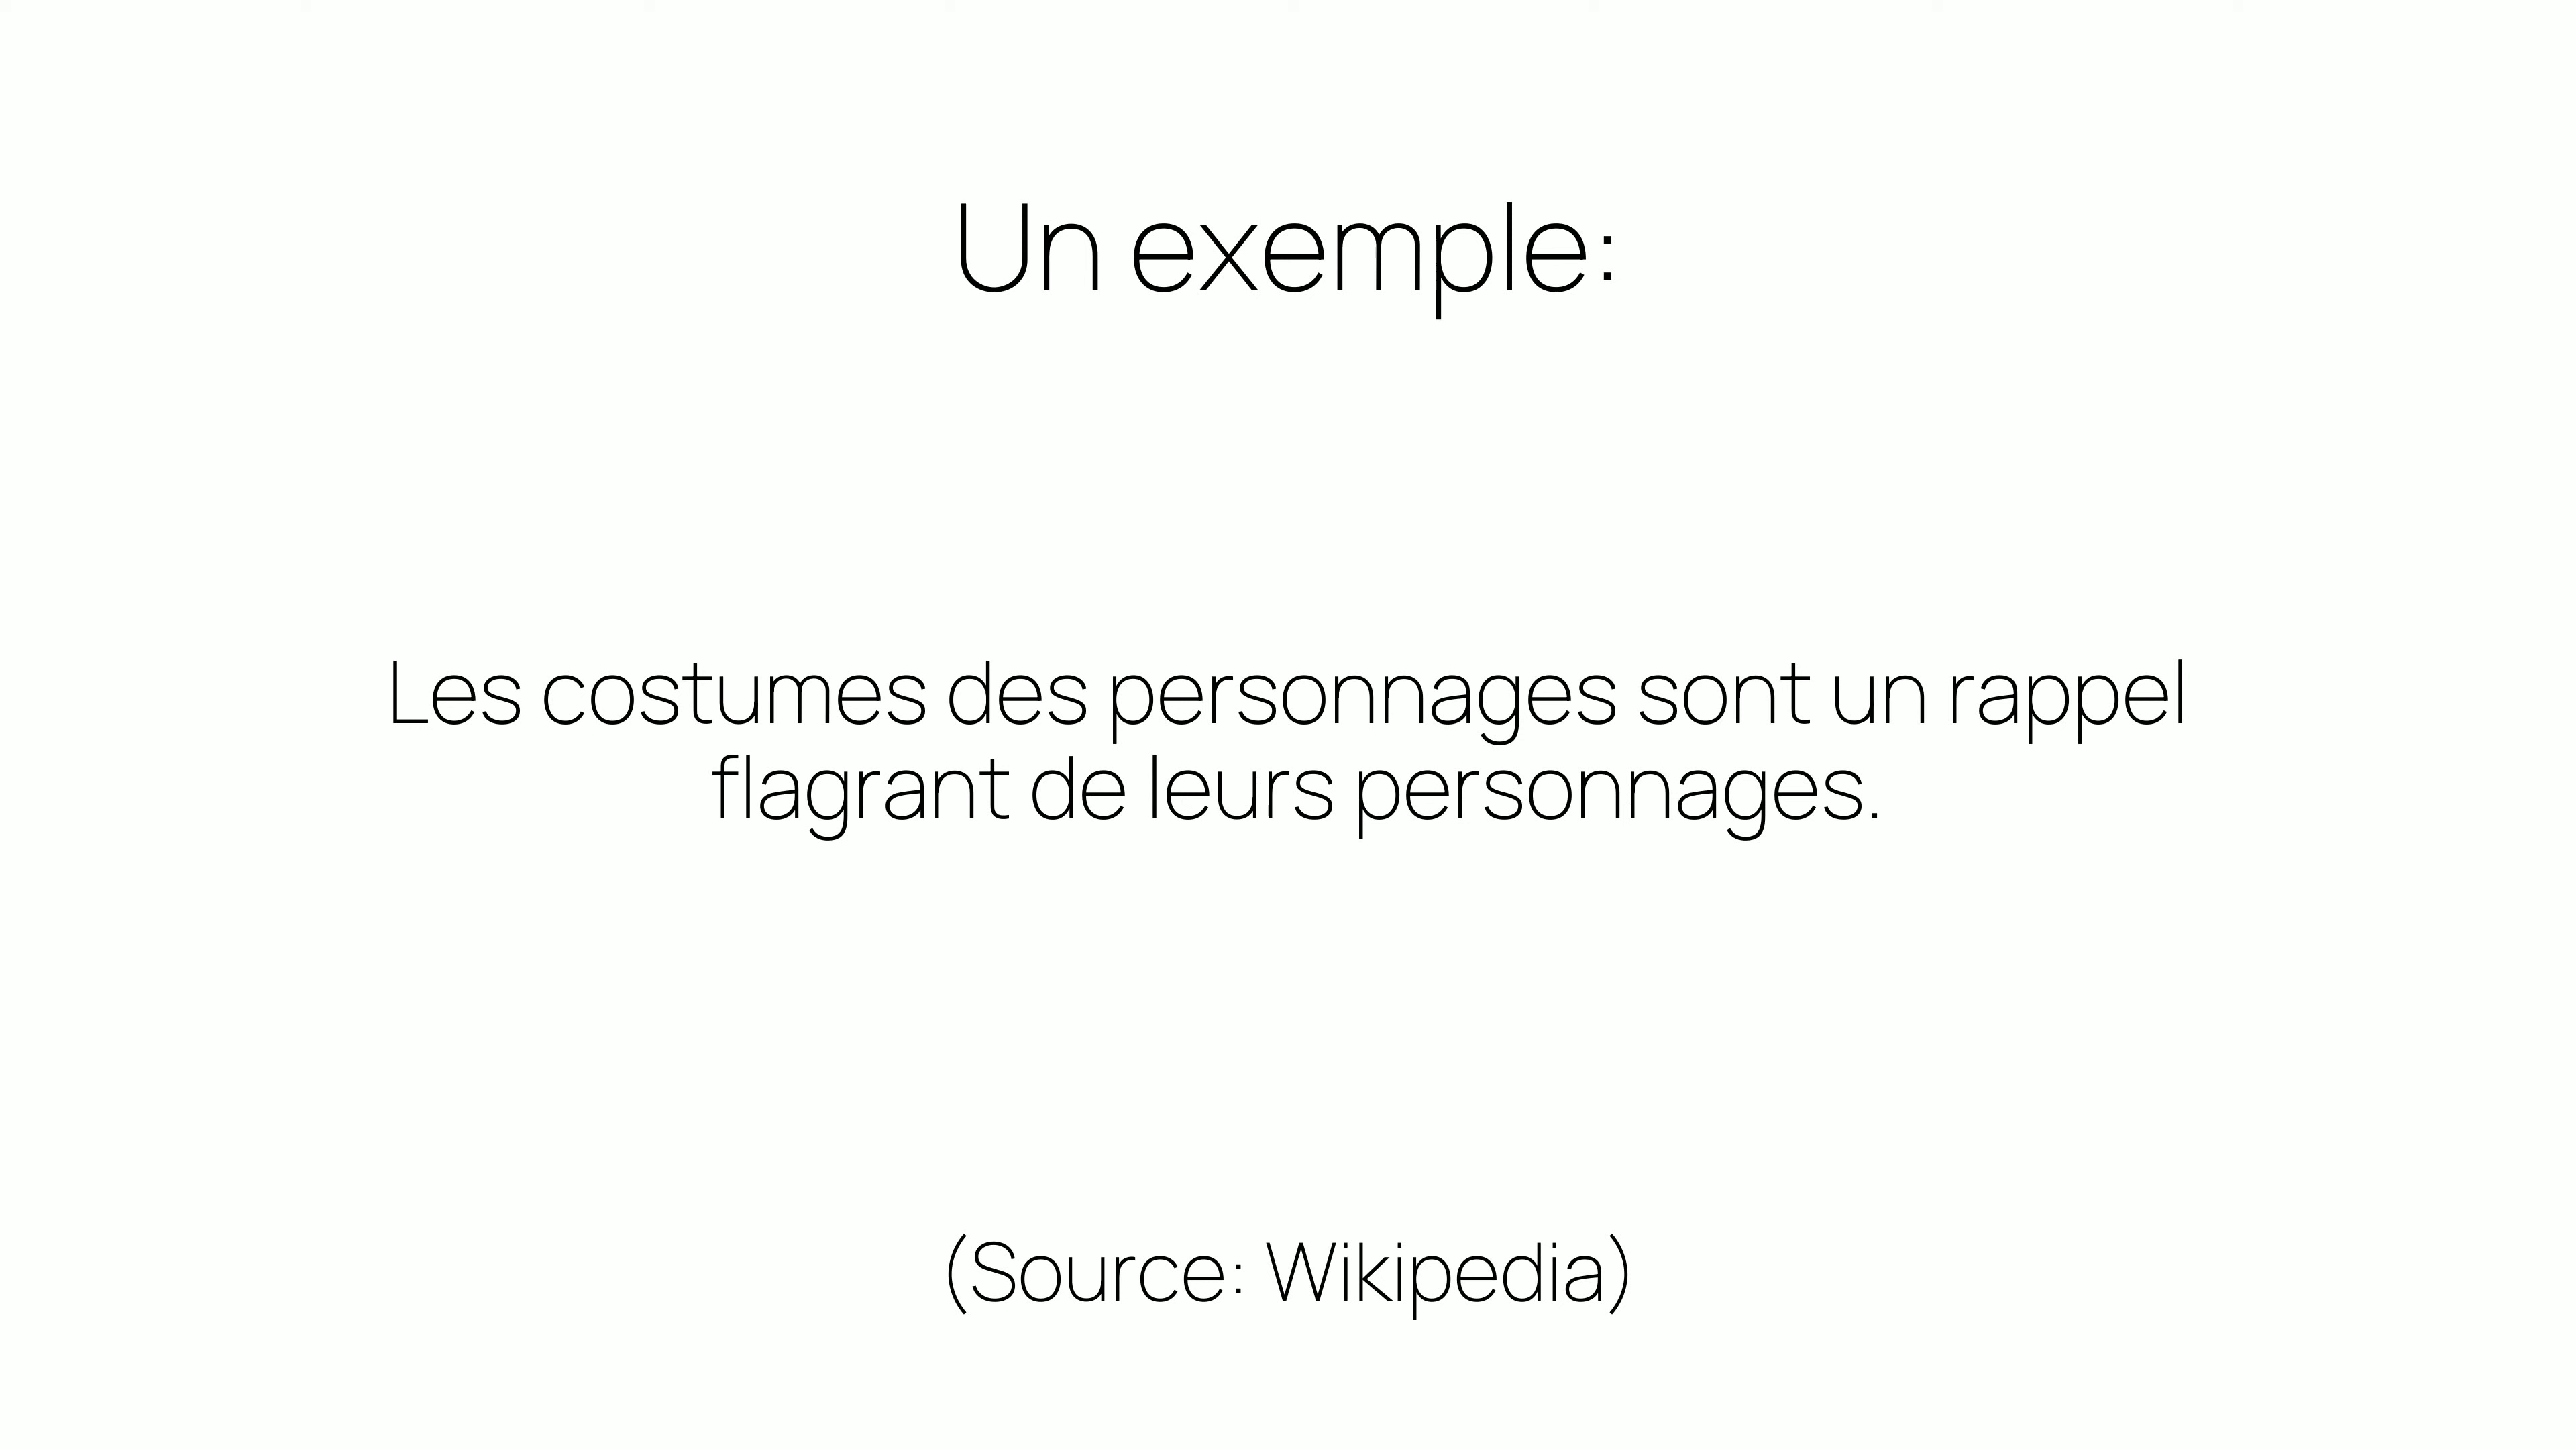 Un exemple:
Les costumes des personnages sont un rappel
flagrant de leurs personnages.
(Source: Wikipedia)